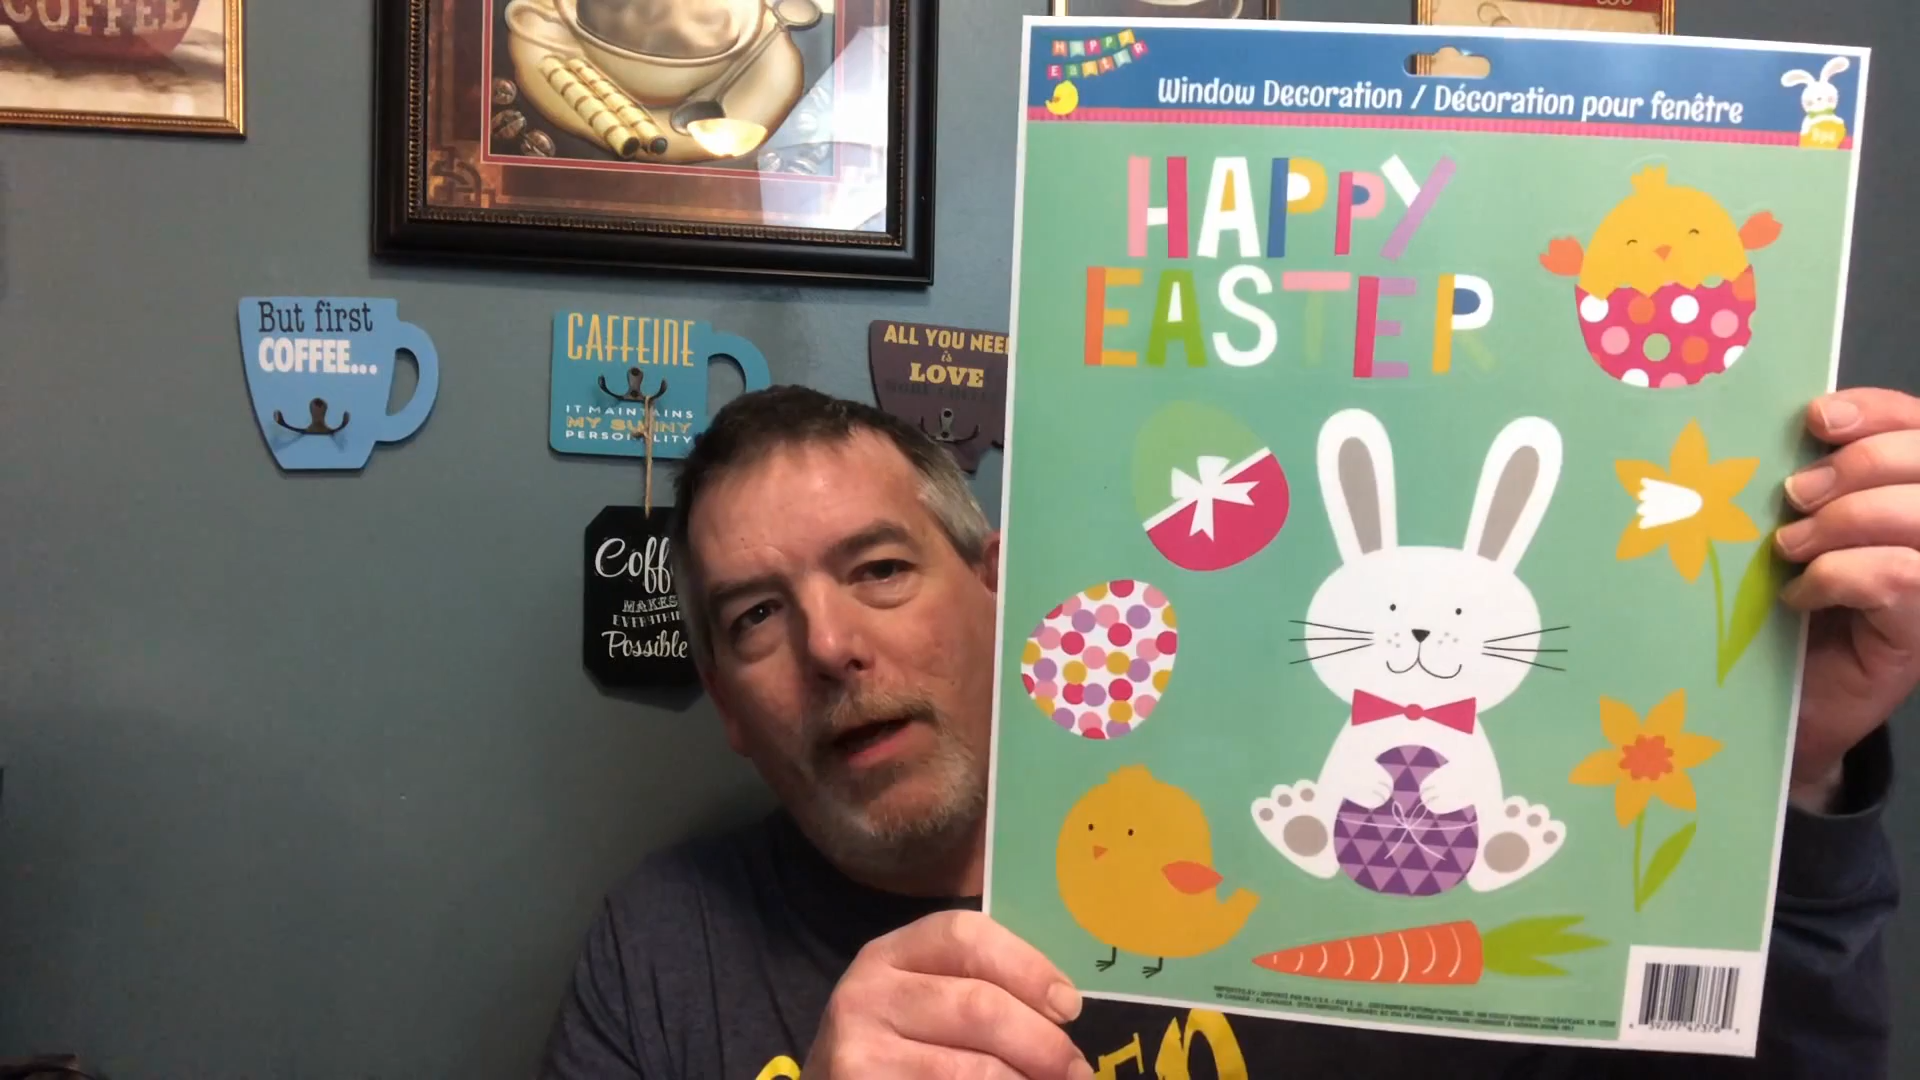 COFFEE
But first
COFFEE...
CAFFEINE
IT MAINTAINS
MY SUNNY
PERSONALITY
ALL YOU NEED
is
LOVE
Coff
MAKES
Possible
HAPPY
Easter
Window Decoration / Décoration pour fenêtre
HAPPY
EASTER